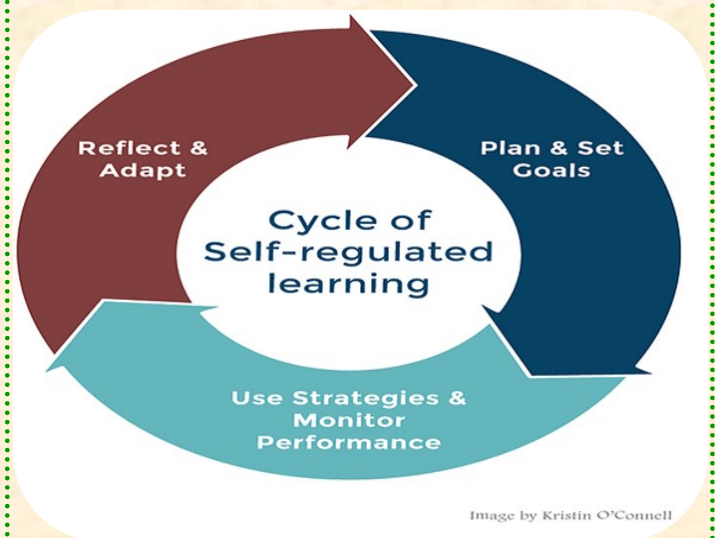 Cycle of
Self-regulated
learning
Plan & Set
Goals
Use Strategies &
Monitor
Performance
Reflect &
Adapt
Image by Kristin O'Connell